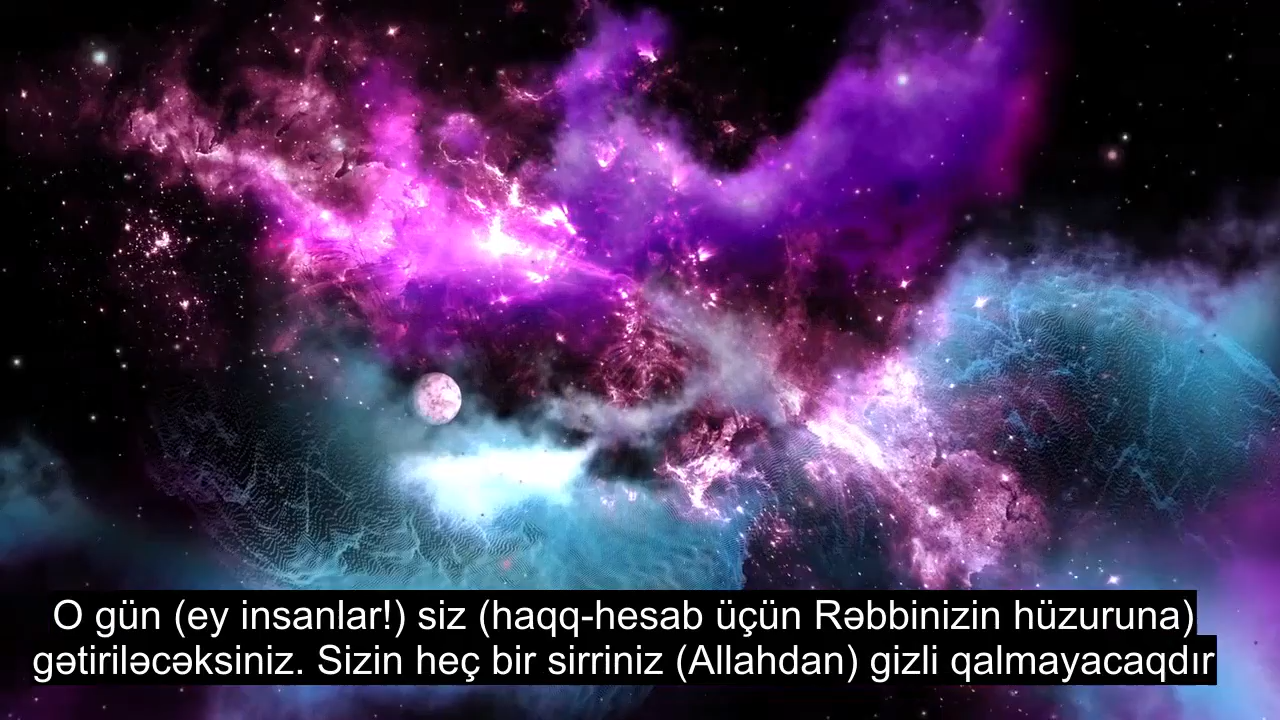 O gün (ey insanlar!) siz (haqq-hesab üçün Rəbbinizin hüzuruna)
gətiriləcəksiniz. Sizin heç bir sirriniz (Allahdan) gizli qalmayacaqdır